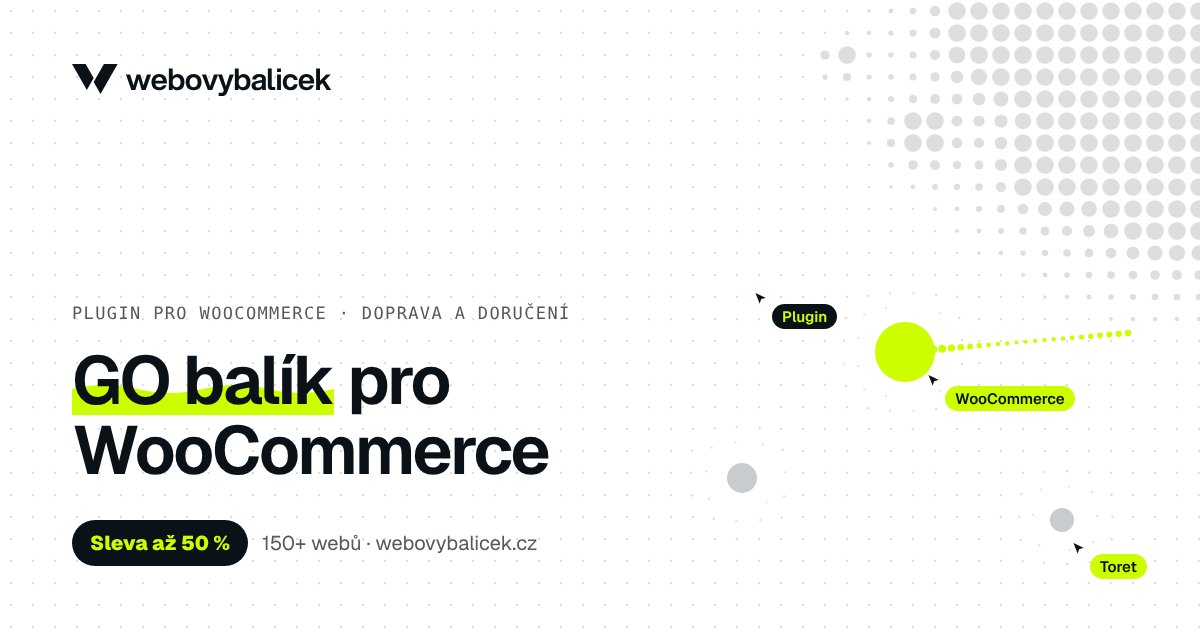 webovybalicek
PLUGIN PRO WOOCOMMERCE · DOPRAVA A DORUČENÍ
GO balík pro
WooCommerce
Sleva až 50 %
150+ webů · webovybalicek.cz
Plugin
WooCommerce
Toret